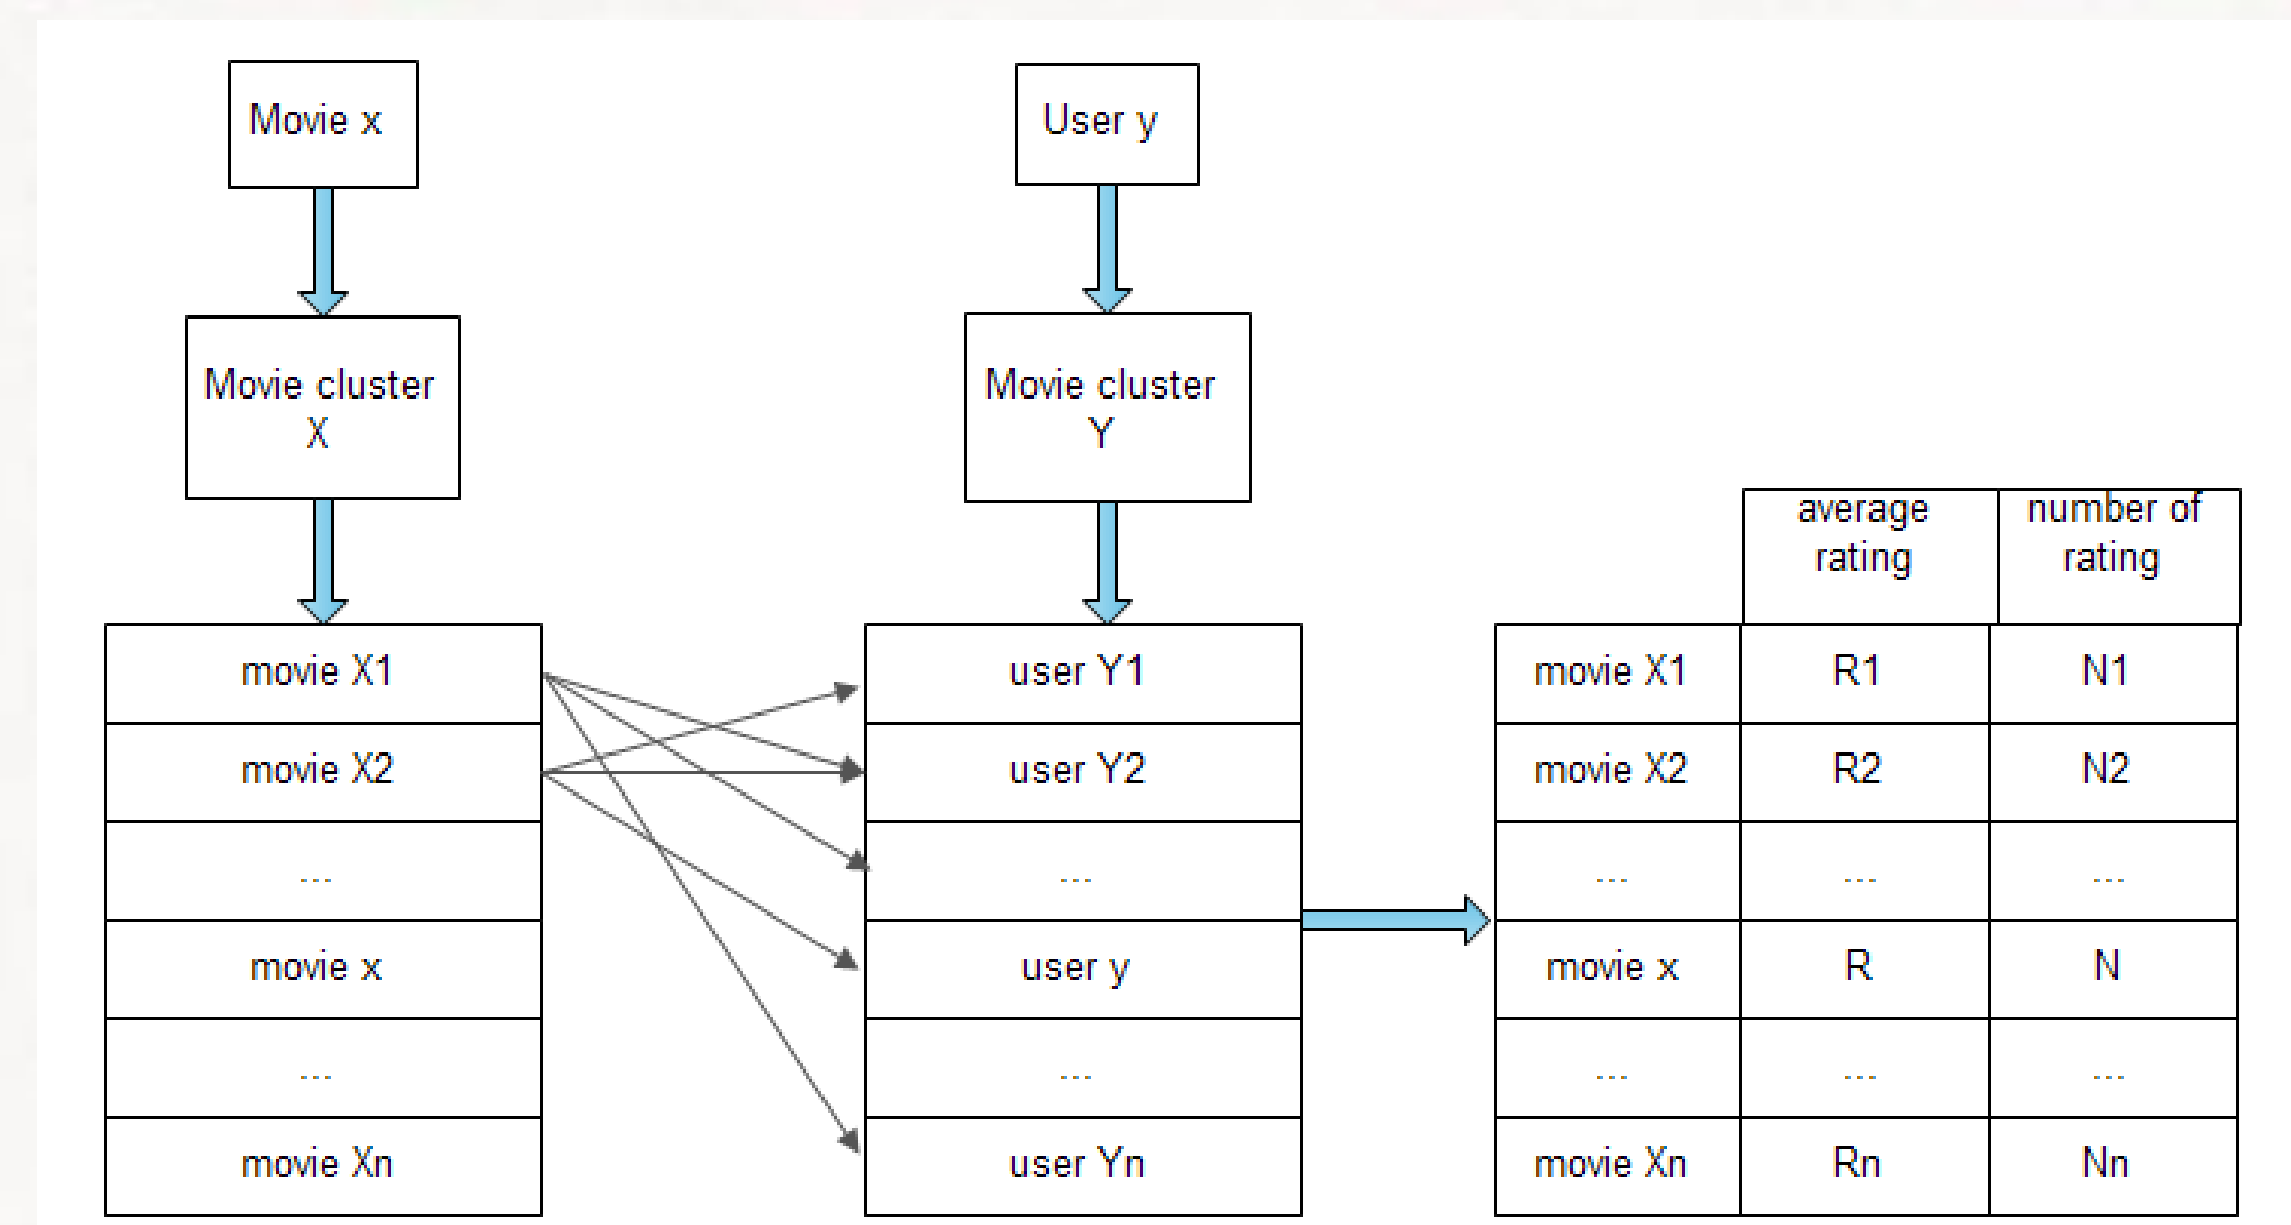 Movie x
User y
Movie cluster
X
Movie cluster
Y
average
rating
number of
rating
movie X1
movie X2
...
movie x
...
movie Xn
user Y1
user Y2
...
user y
...
user Yn
movie X1 R1 N1
movie X2 R2 N2
... ... ...
movie x R N
... ... ...
movie Xn Rn Nn